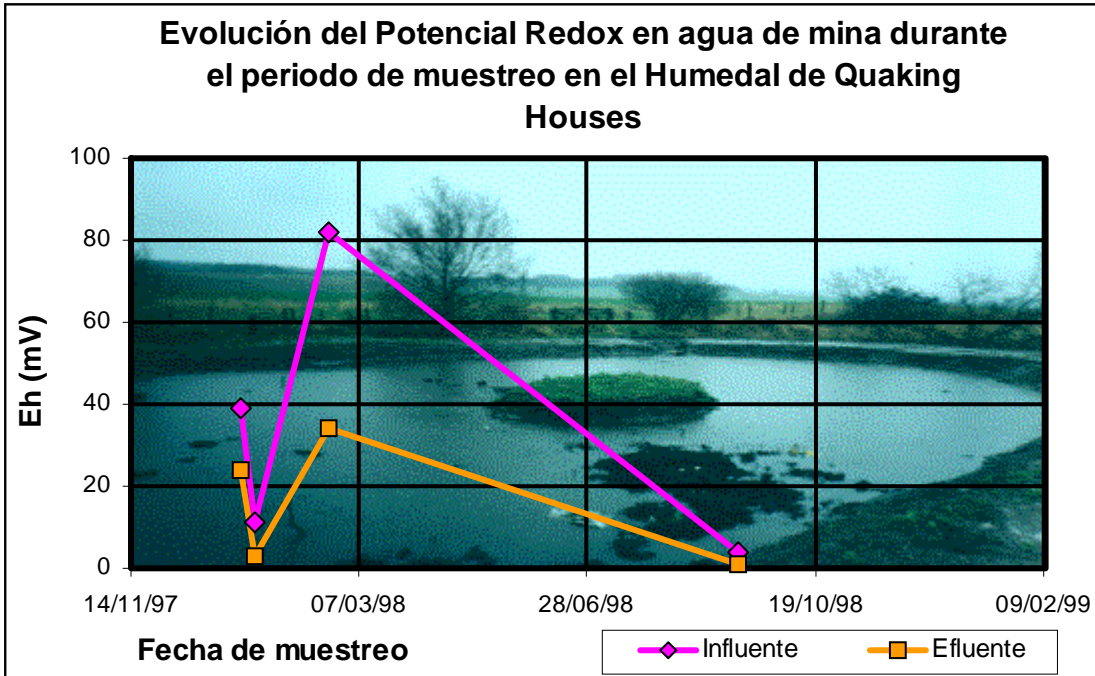 Evolución del Potencial Redox en agua de mina durante
el periodo de muestreo en el Humedal de Quaking
Houses
100
80
60
40
20
0
Eh (mV)
14/11/97 07/03/98 28/06/98 19/10/98 09/02/99
Fecha de muestreo
Influente Efluente